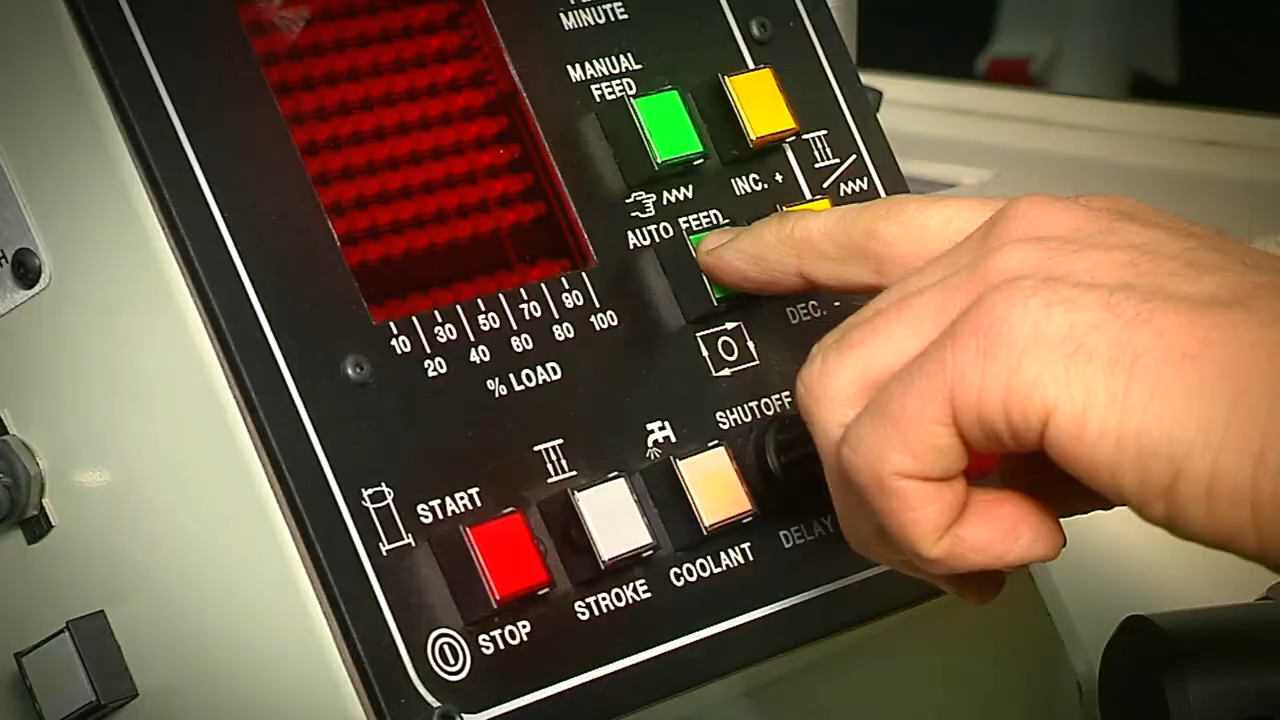 MINUTE
MANUAL
FEED
INC. +
AUTO FEED
DEC. -
10 30 50 70 90
20 40 60 80 100
% LOAD
SHUTOFF
START
DELAY
COOLANT
STROKE
STOP
H